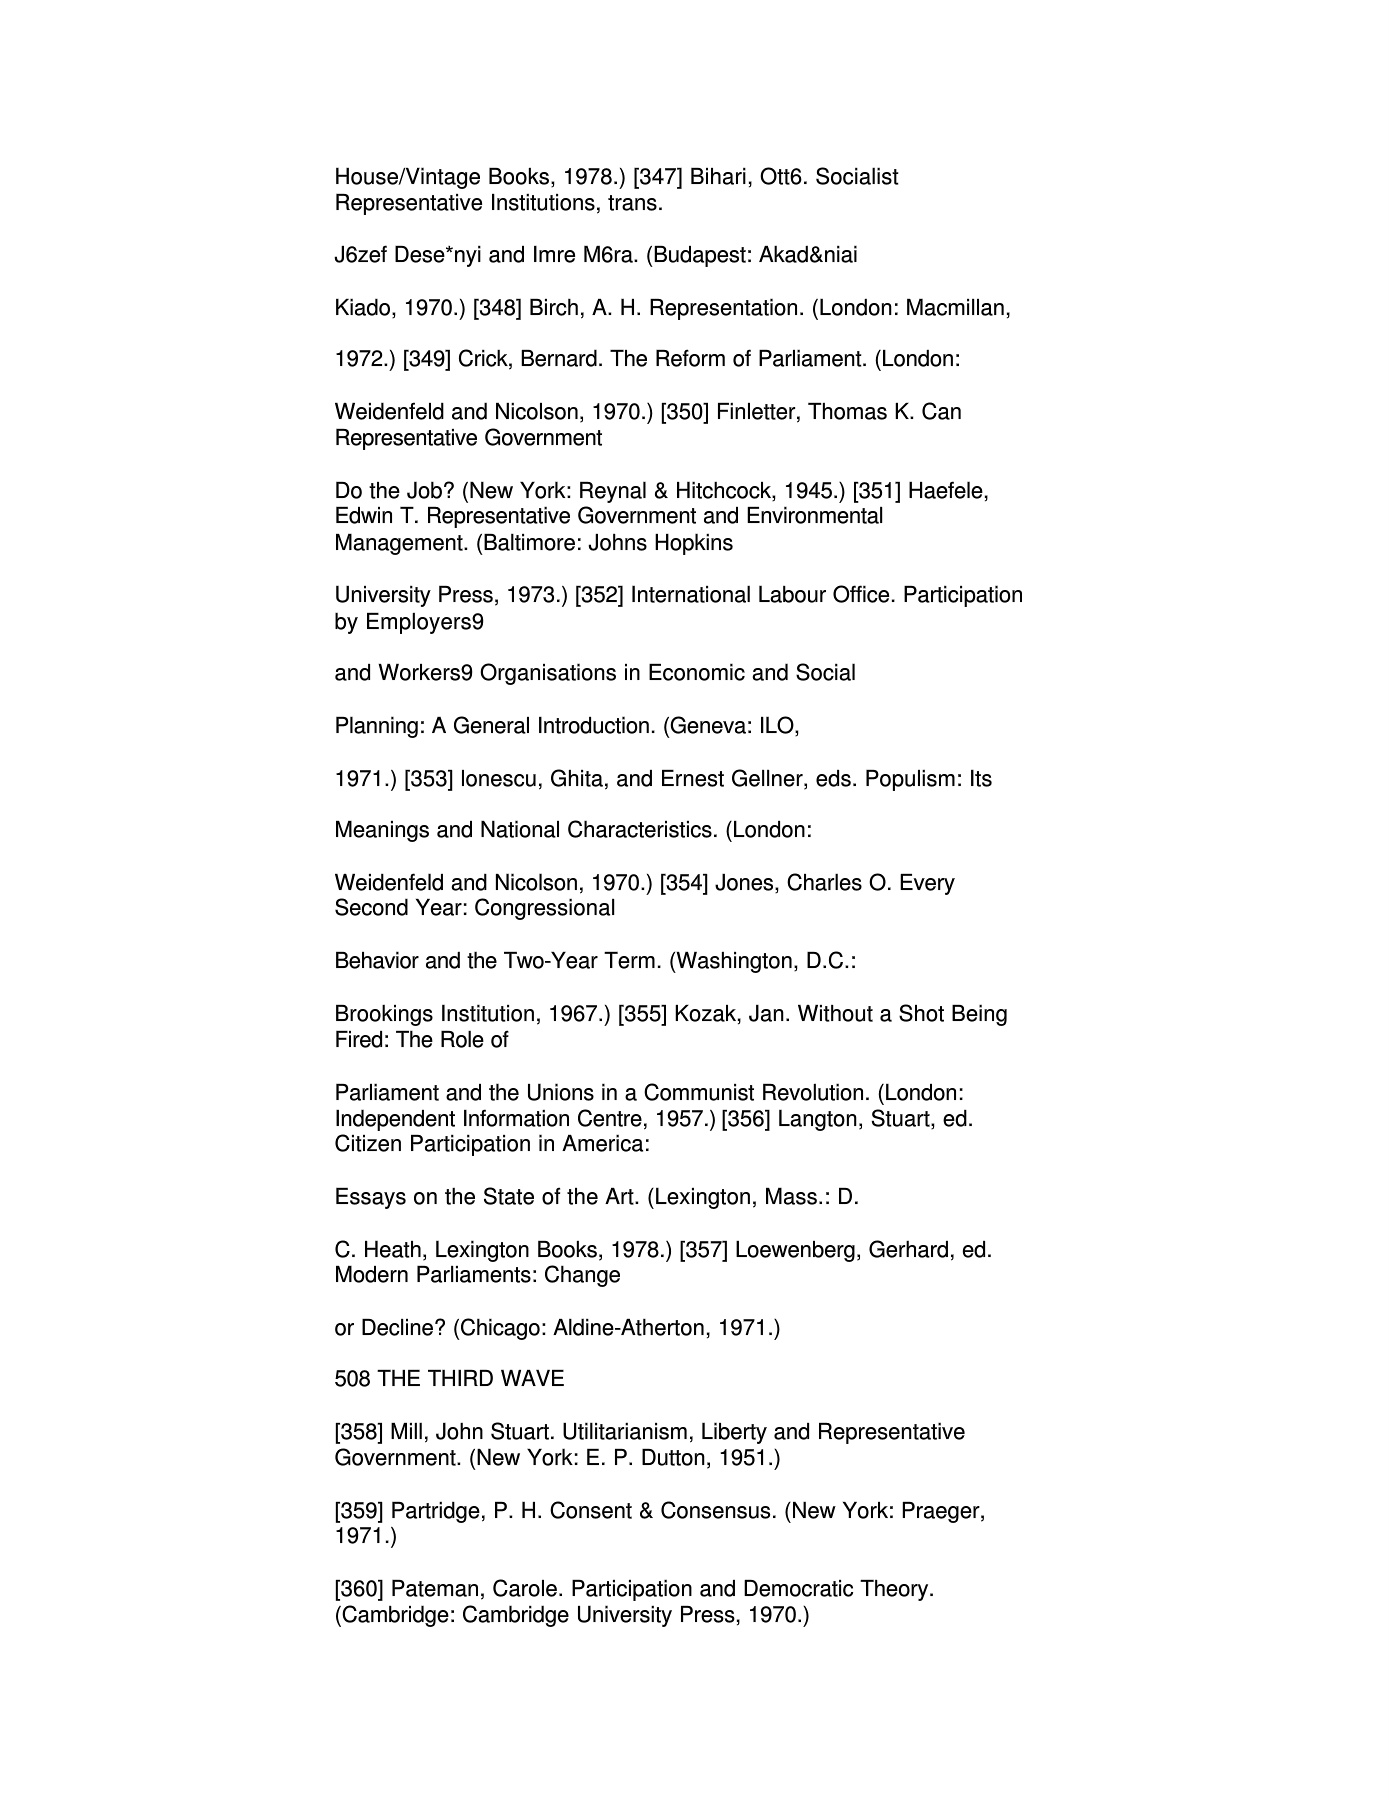 House/Vintage Books, 1978.) [347] Bihari, Ott6. Socialist
Representative Institutions, trans.
J6zef Dese*nyi and Imre M6ra. (Budapest: Akad&niai
Kiado, 1970.) [348] Birch, A. H. Representation. (London: Macmillan,
1972.) [349] Crick, Bernard. The Reform of Parliament. (London:
Weidenfeld and Nicolson, 1970.) [350] Finletter, Thomas K. Can
Representative Government
Do the Job? (New York: Reynal & Hitchcock, 1945.) [351] Haefele,
Edwin T. Representative Government and Environmental
Management. (Baltimore: Johns Hopkins
University Press, 1973.) [352] International Labour Office. Participation
by Employers9
and Workers9 Organisations in Economic and Social
Planning: A General Introduction. (Geneva: ILO,
1971.) [353] lonescu, Ghita, and Ernest Gellner, eds. Populism: Its
Meanings and National Characteristics. (London:
Weidenfeld and Nicolson, 1970.) [354] Jones, Charles O. Every
Second Year: Congressional
Behavior and the Two-Year Term. (Washington, D.C.:
Brookings Institution, 1967.) [355] Kozak, Jan. Without a Shot Being
Fired: The Role of
Parliament and the Unions in a Communist Revolution. (London:
Independent Information Centre, 1957.) [356] Langton, Stuart, ed.
Citizen Participation in America:
Essays on the State of the Art. (Lexington, Mass.: D.
C. Heath, Lexington Books, 1978.) [357] Loewenberg, Gerhard, ed.
Modern Parliaments: Change
or Decline? (Chicago: Aldine-Atherton, 1971.)
508 THE THIRD WAVE
[358] Mill, John Stuart. Utilitarianism, Liberty and Representative
Government. (New York: E. P. Dutton, 1951.)
[359] Partridge, P. H. Consent & Consensus. (New York: Praeger,
1971.)
[360] Pateman, Carole. Participation and Democratic Theory.
(Cambridge: Cambridge University Press, 1970.)